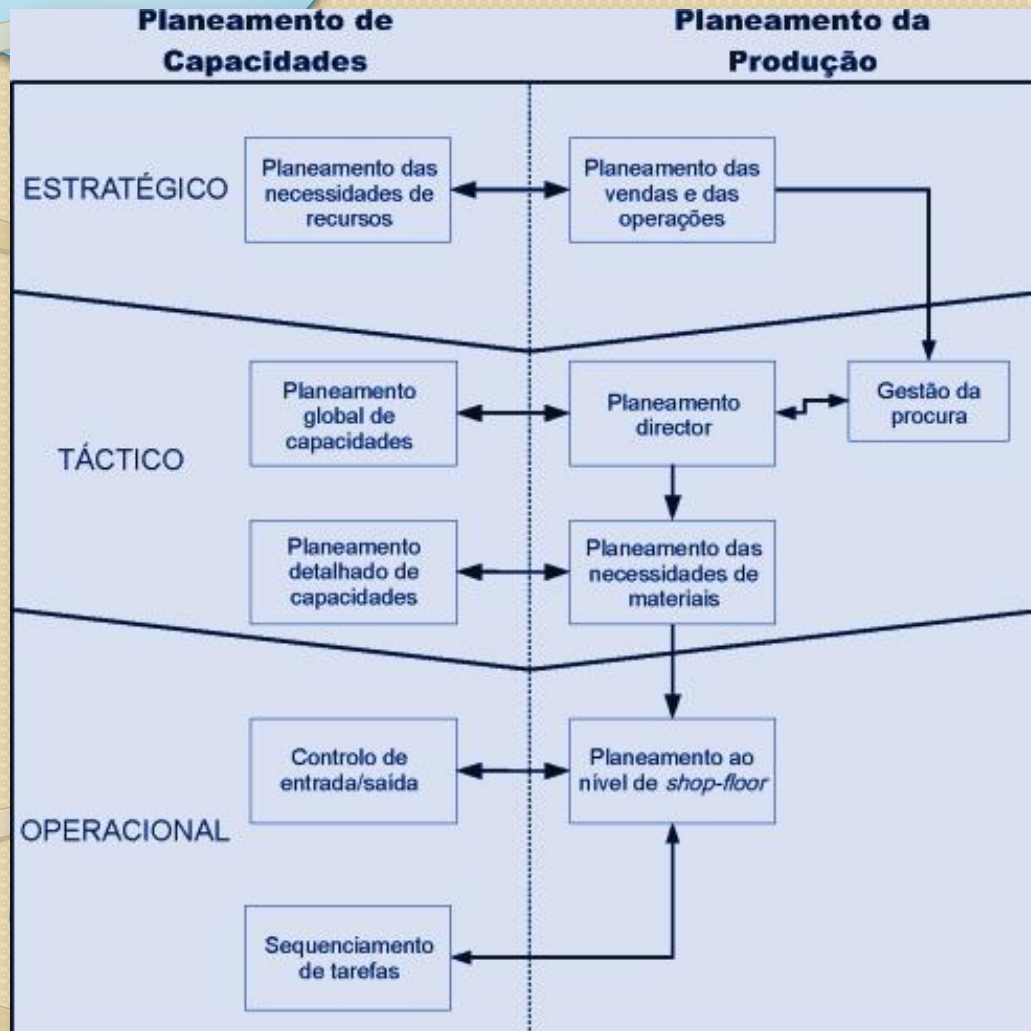 Planeamento de
Capacidades
Planeamento da
Produção
ESTRATÉGICO
Planeamento das
necessidades de
recursos
Planeamento das
vendas e das
operações
TÁCTICO
Planeamento
global de
capacidades
Planeamento
director
Gestão da
procura
Planeamento
detalhado de
capacidades
Planeamento das
necessidades de
materiais
OPERACIONAL
Controlo de
entrada/saída
Planeamento ao
nível de shop-floor
Sequenciamento
de tarefas